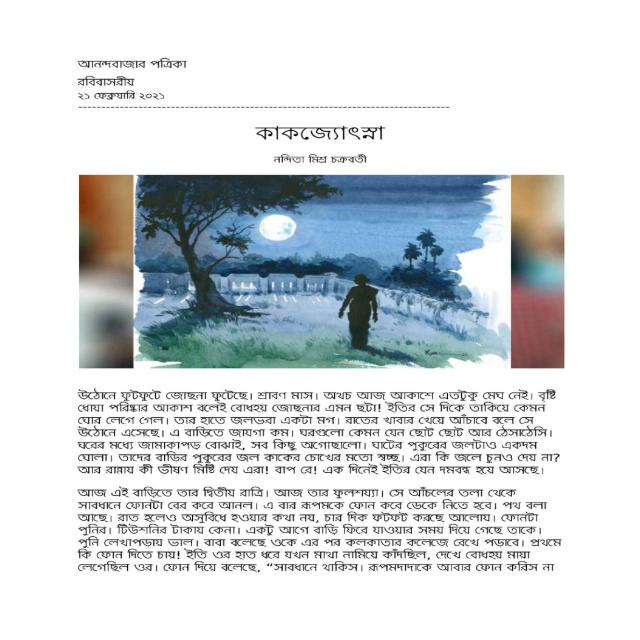 আনন্দবাজার পত্রিকা
রবিবাসরীয়
২১ ফেব্রুয়ারি ২০২১
কাকজ্যোৎস্না
নন্দিতা মিশ্র চক্রবর্তী
উঠোনে ফুটফুটে জোছনা ফুটেছে। শ্রাবণ মাস। অথচ আজ আকাশে এতটুকু মেঘ নেই। বৃষ্টি
ধোয়া পরিষ্কার আকাশ বলেই বোধহয় জোছনার এমন ছটা! ইতির সে দিকে তাকিয়ে কেমন
ঘোর লেগে গেল। তার হাতে জলভরা একটা মগ। রাতের খাবার খেয়ে আঁচাবে বলে সে
উঠোনে এসেছে। এ বাড়িতে জায়গা কম। ঘরগুলো কেমন যেন ছোট ছোট আর ঠেসাঠেসি।
ঘরের মধ্যে জামাকাপড় বোঝাই, সব কিছু অগোছালো। ঘাটের পুকুরের জলটাও একদম
ঘোলা। তাদের বাড়ির পুকুরের জল কাকের চোখের মতো স্বচ্ছ। এরা কি জলে চুনও দেয় না?
আর রান্নায় কী ভীষণ মিষ্টি দেয় এরা! বাপ রে! এক দিনেই ইতির যেন দমবন্ধ হয়ে আসছে।
আজ এই বাড়িতে তার দ্বিতীয় রাত্রি। আজ তার ফুলশয্যা। সে আঁচলের তলা থেকে
সাবধানে ফোনটা বের করে আনল। এ বার রূপমকে ফোন করে ডেকে নিতে হবে। পথ বলা
আছে। রাত হলেও অসুবিধে হওয়ার কথা নয়, চার দিক ফটফট করছে আলোয়। ফোনটা
পুনির। টিউশনির টাকায় কেনা। একটু আগে বাড়ি ফিরে যাওয়ার সময় দিয়ে গেছে তাকে।
পুনি লেখাপড়ায় ভাল। বাবা বলেছে ওকে এর পর কলকাতার কলেজে রেখে পড়াবে। প্রথমে
কি ফোন দিতে চায়! ইতি ওর হাত ধরে যখন মাথা নামিয়ে কাঁদছিল, দেখে বোধহয় মায়া
লেগেছিল ওর। ফোন দিয়ে বলেছে, “সাবধানে থাকিস। রূপমদাদাকে আবার ফোন করিস না